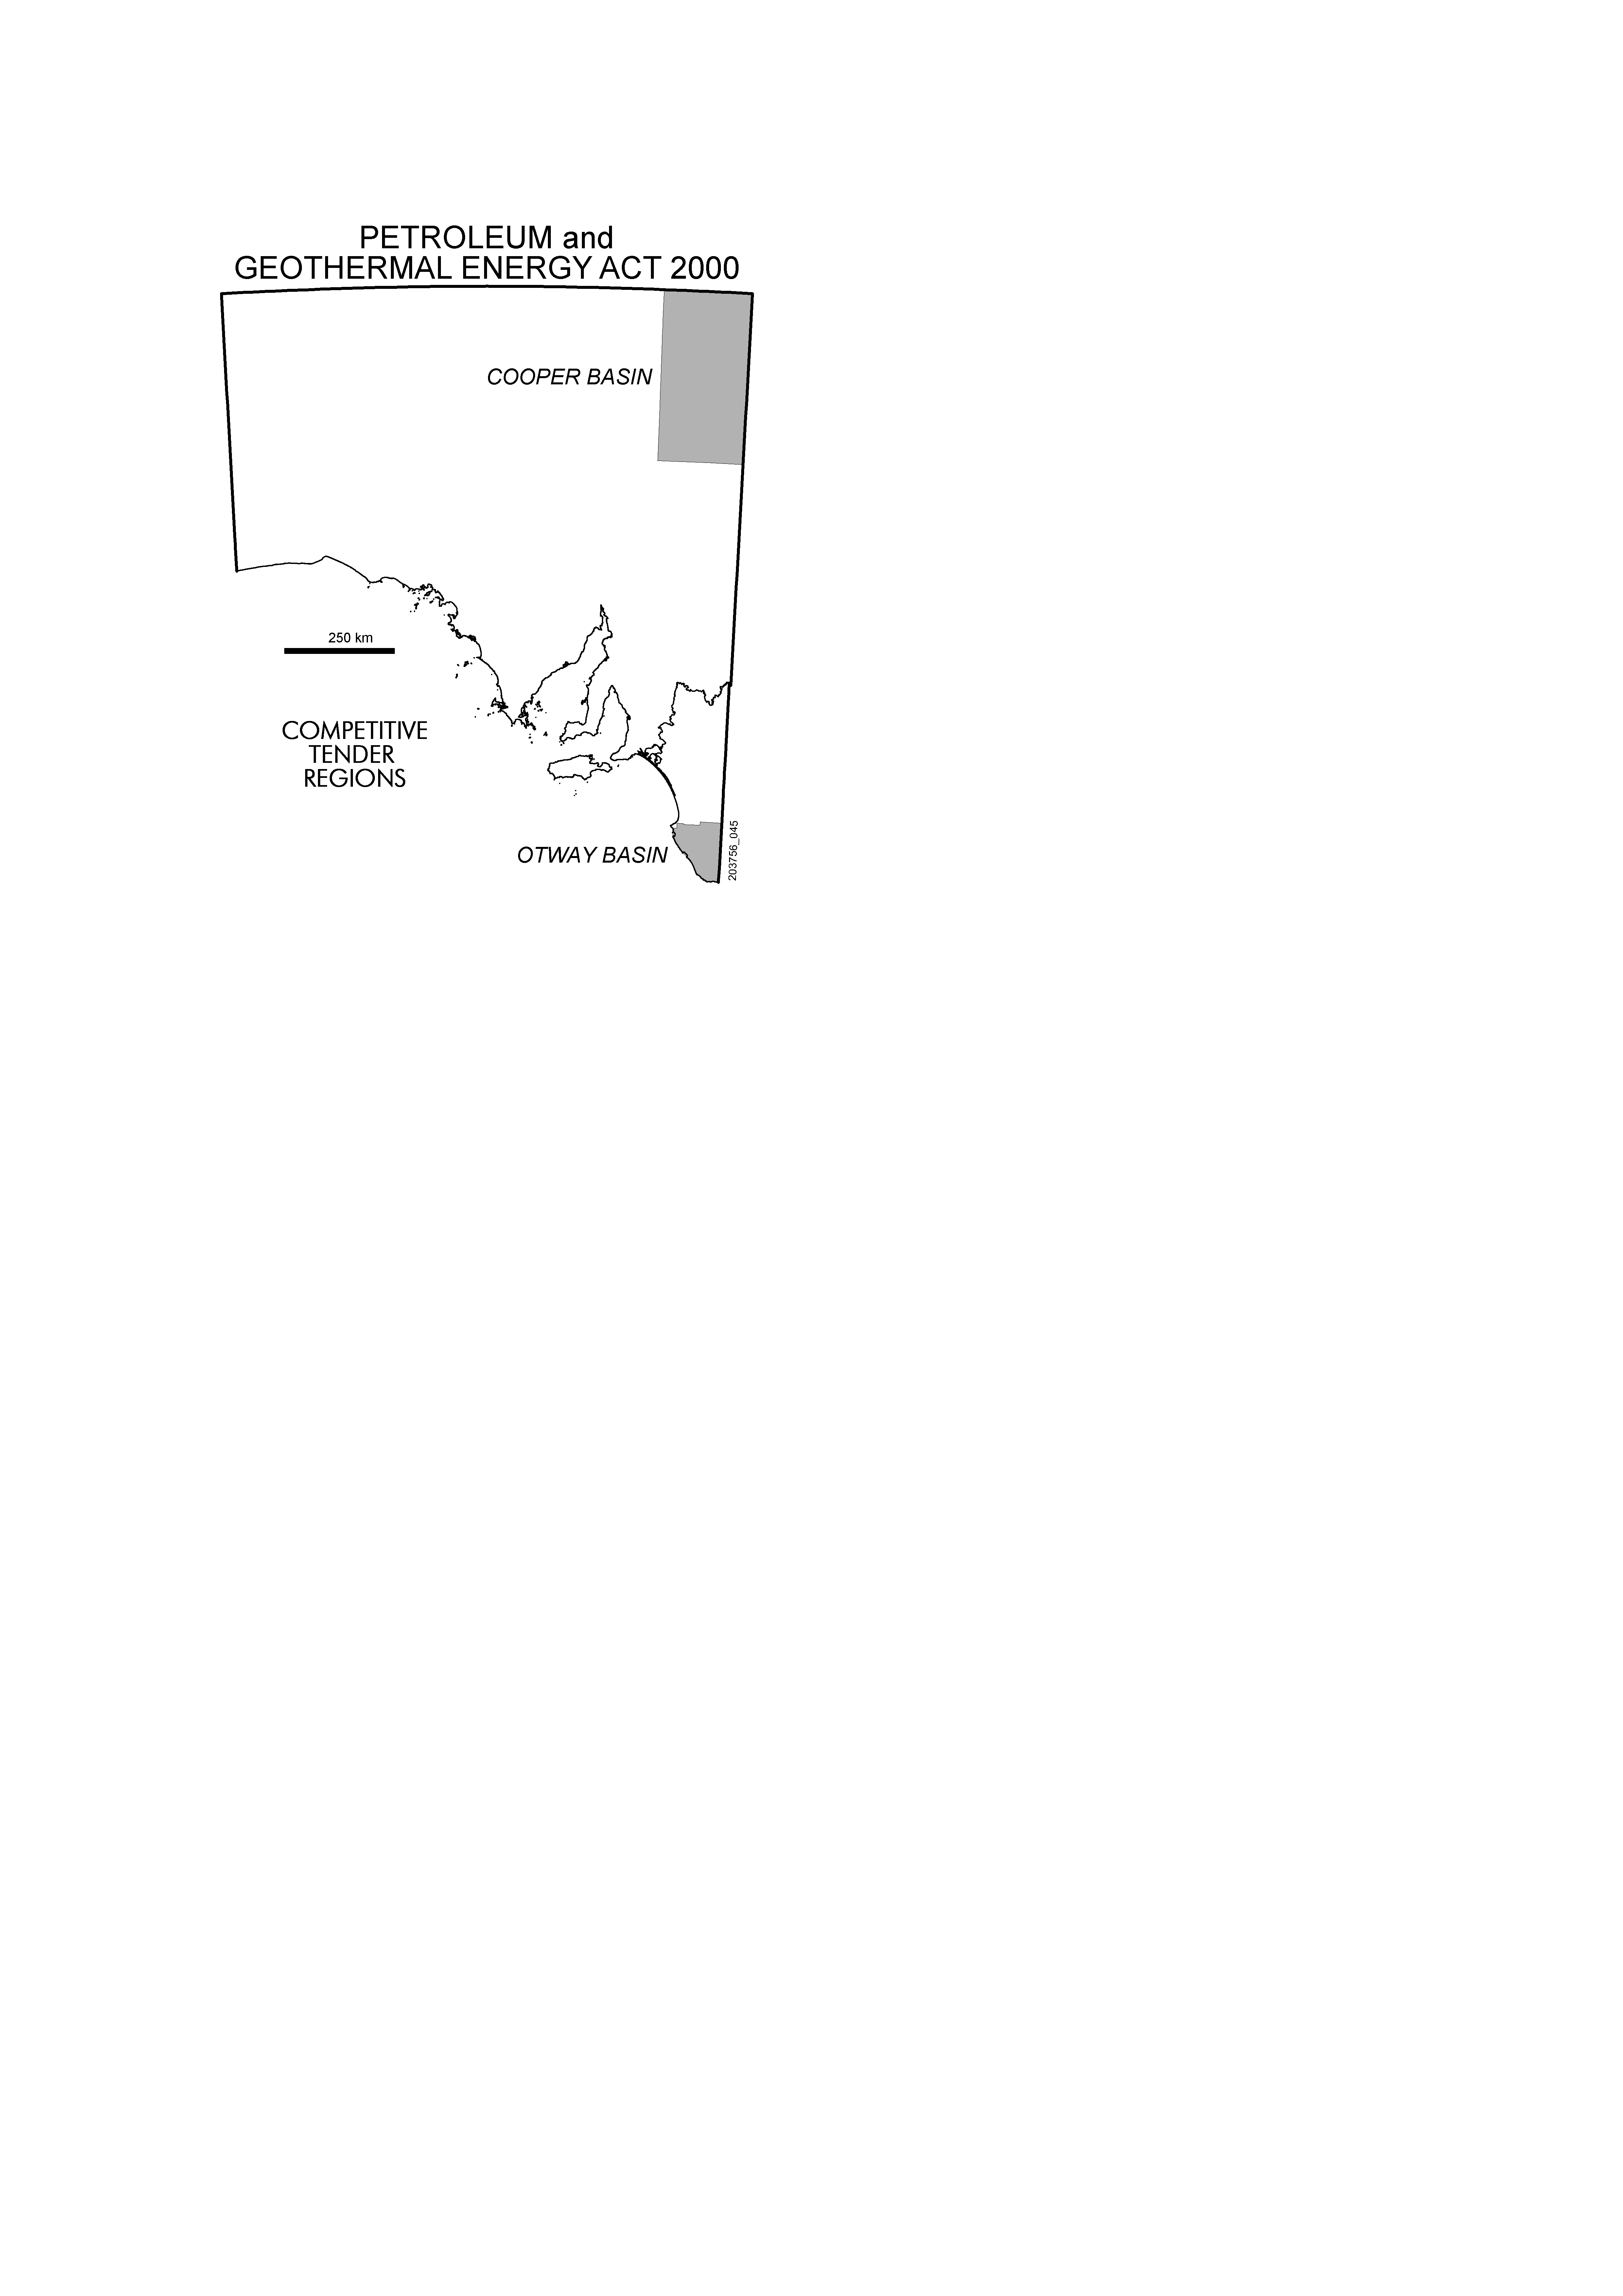 PETROLEUM and
GEOTHERMAL ENERGY ACT 2000
COOPER BASIN
250 km
COMPETITIVE
TENDER
REGIONS
OTWAY BASIN
203756_045